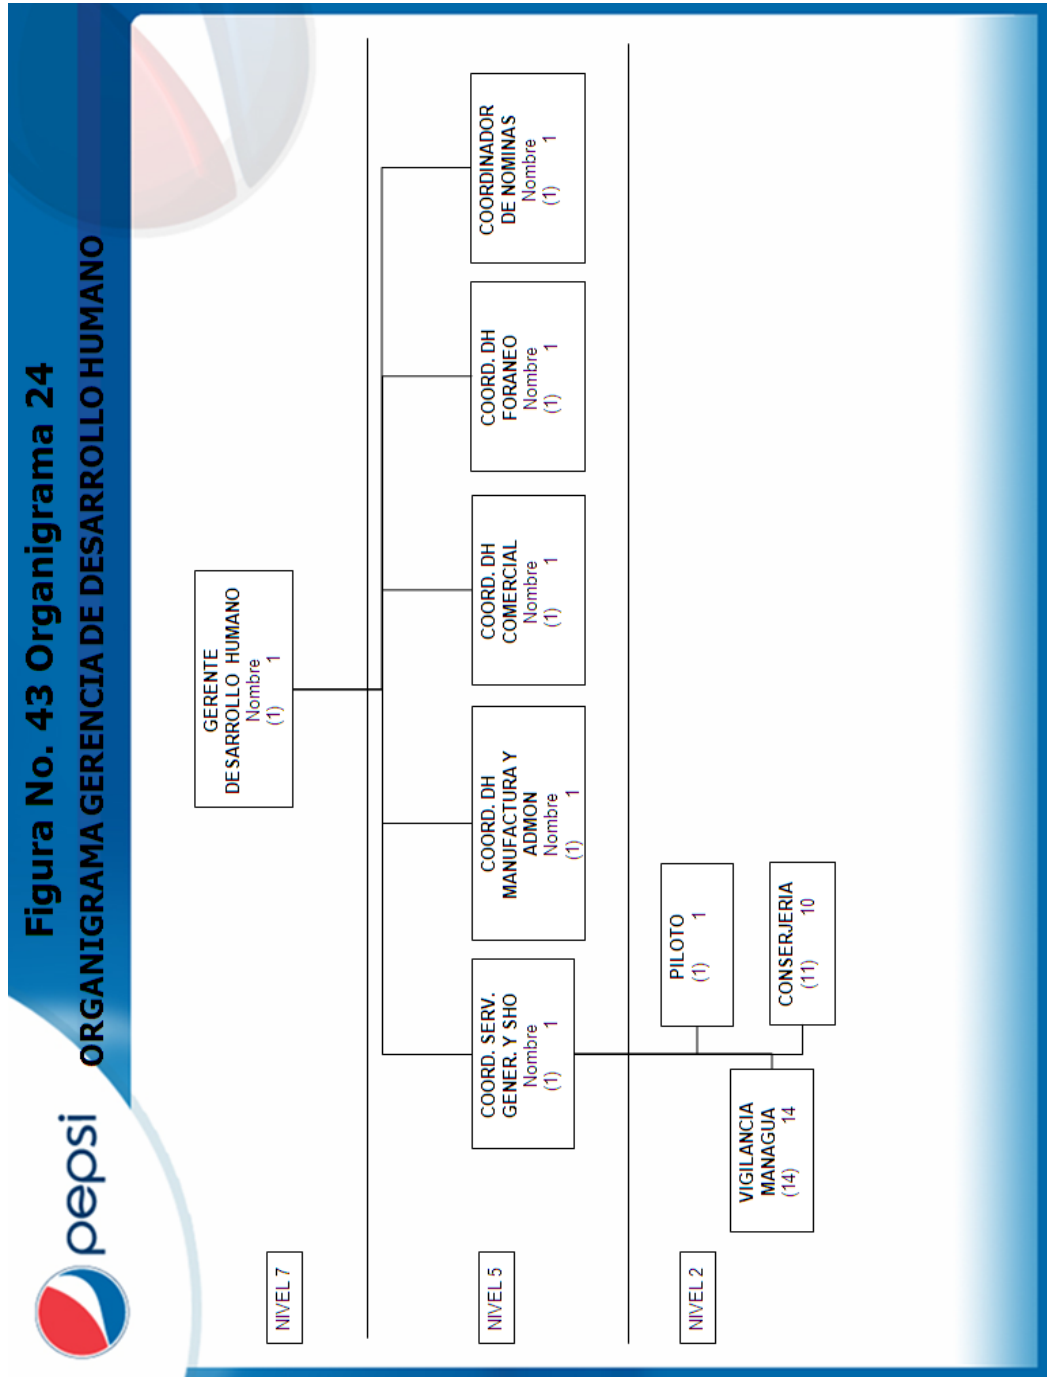 Figura No. 43 Organigrama 24
ORGANIGRAMA GERENCIA DE DESARROLLO HUMANO
pepsi
NIVEL 7
GERENTE
DESARROLLO HUMANO
Nombre
(1) 1
NIVEL 5
COORD. SERV.
GENER. Y SHO
Nombre
(1) 1
COORD. DH
MANUFACTURA Y
ADMON
Nombre
(1) 1
COORD. DH
COMERCIAL
Nombre
(1) 1
COORD. DH
FORANEO
Nombre
(1) 1
COORDINADOR
DE NOMINAS
Nombre
(1) 1
NIVEL 2
PILOTO
(1) 1
VIGILANCIA
MANAGUA
(14) 14
CONSERJERIA
(11) 10